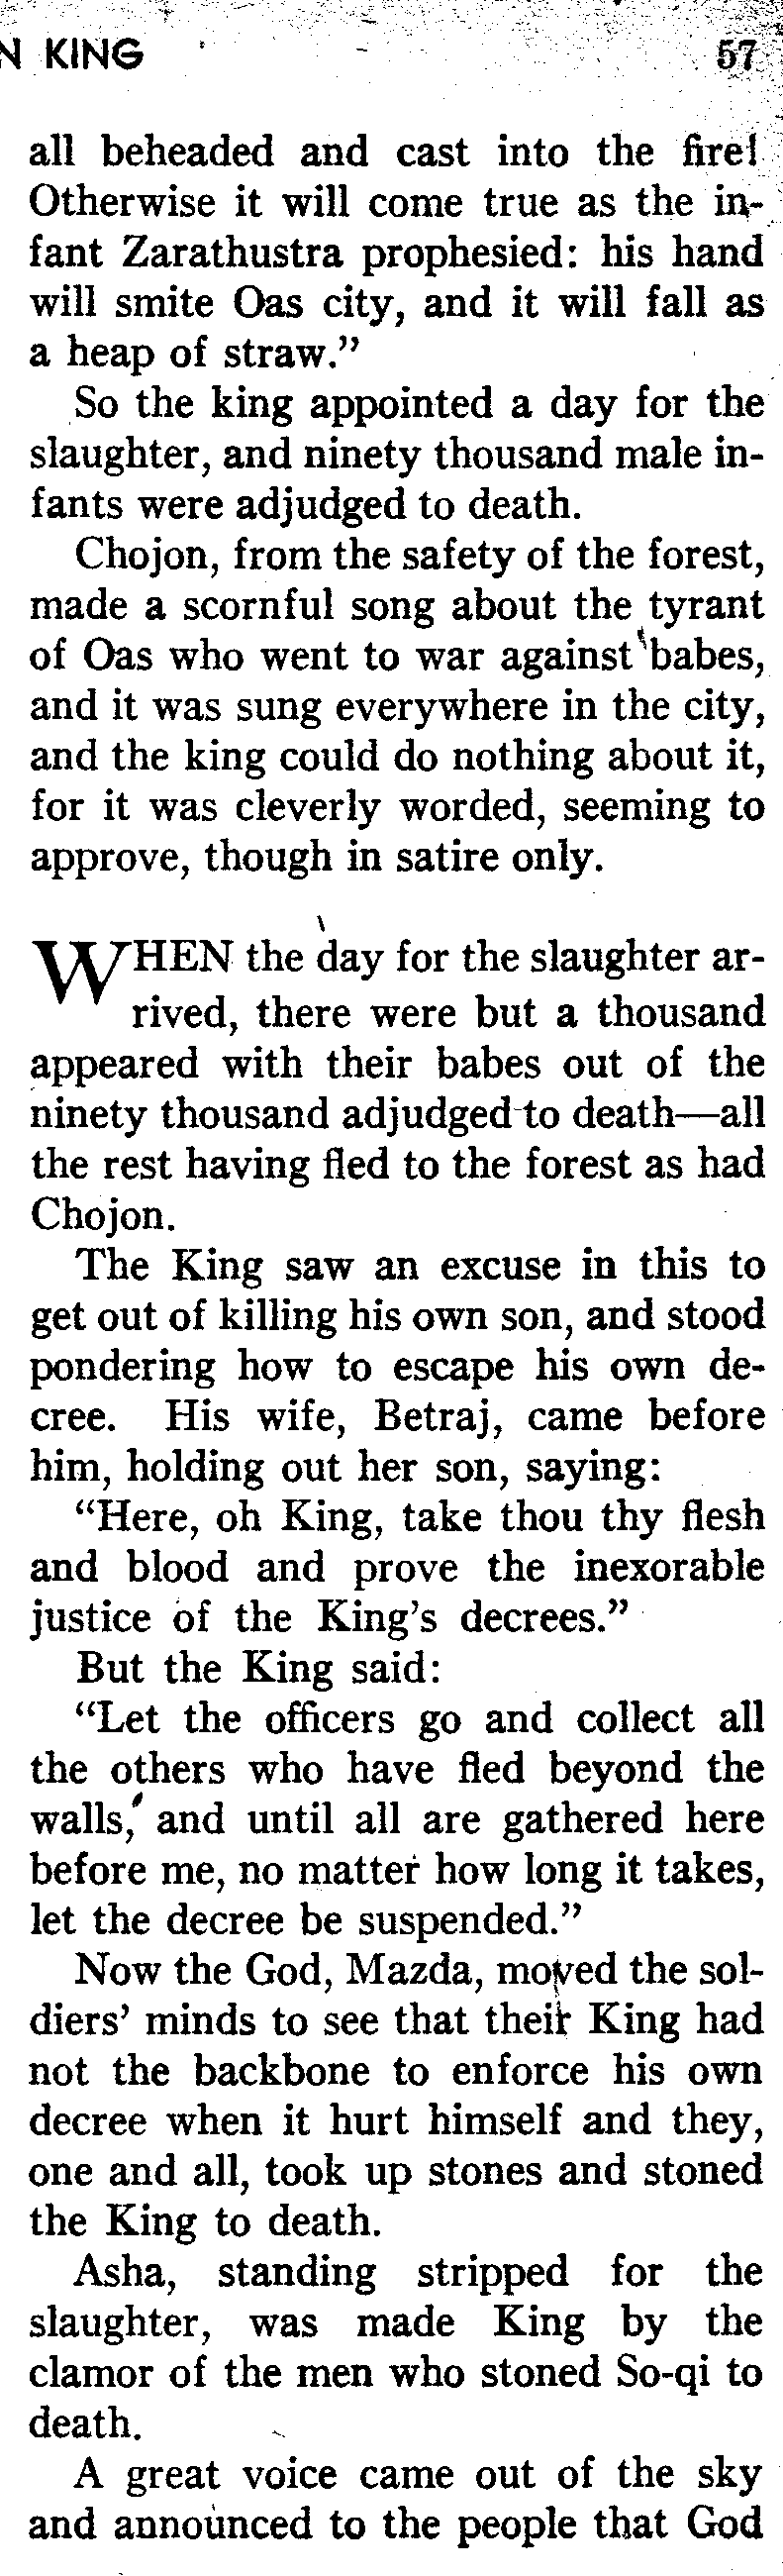 N KING 57
all beheaded and cast into the fire!
Otherwise it will come true as the in-
fant Zarathustra prophesied: his hand
will smite Oas city, and it will fall as
a heap of straw.”
So the king appointed a day for the
slaughter, and ninety thousand male in-
fants were adjudged to death.
Chojon, from the safety of the forest,
made a scornful song about the tyrant
of Oas who went to war against babes,
and it was sung everywhere in the city,
and the king could do nothing about it,
for it was cleverly worded, seeming to
approve, though in satire only.
WHEN the day for the slaughter ar-
rived, there were but a thousand
appeared with their babes out of the
ninety thousand adjudged to death—all
the rest having fled to the forest as had
Chojon.
The King saw an excuse in this to
get out of killing his own son, and stood
pondering how to escape his own de-
cree. His wife, Betraj, came before
him, holding out her son, saying:
“Here, oh King, take thou thy flesh
and blood and prove the inexorable
justice of the King’s decrees.”
But the King said:
“Let the officers go and collect all
the others who have fled beyond the
walls, and until all are gathered here
before me, no matter how long it takes,
let the decree be suspended.”
Now the God, Mazda, moved the sol-
diers’ minds to see that their King had
not the backbone to enforce his own
decree when it hurt himself and they,
one and all, took up stones and stoned
the King to death.
Asha, standing stripped for the
slaughter, was made King by the
clamor of the men who stoned So-qi to
death.
A great voice came out of the sky
and announced to the people that God